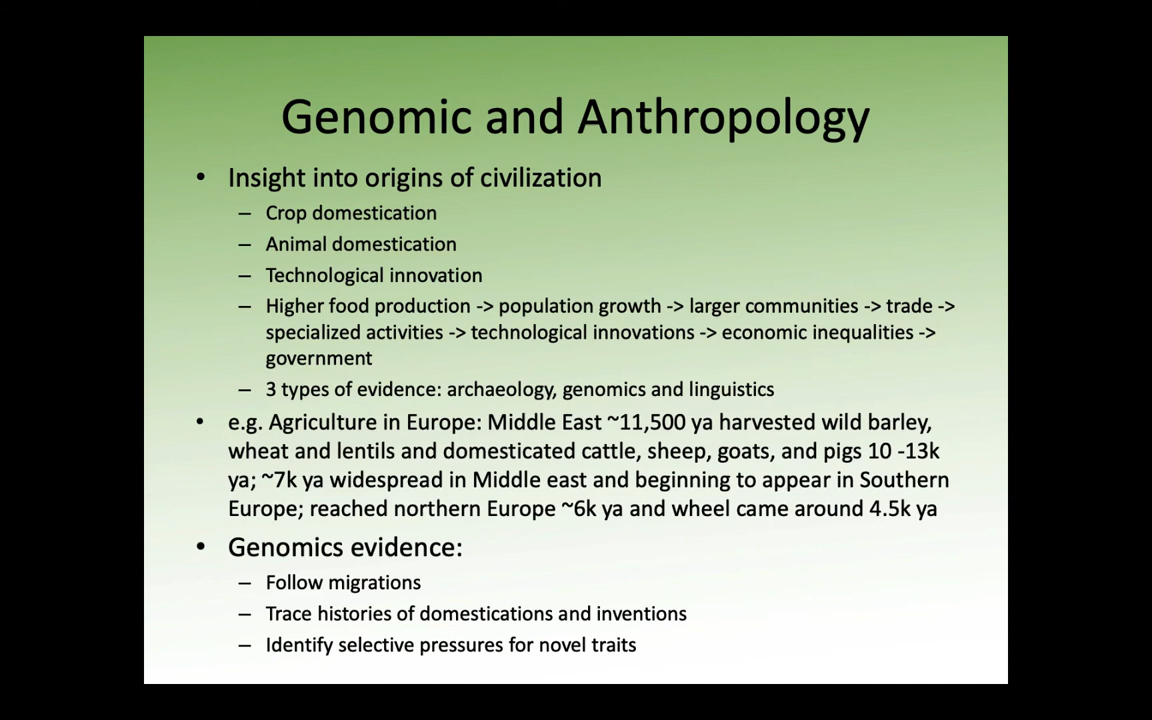 Genomic and Anthropology
• Insight into origins of civilization
– Crop domestication
– Animal domestication
– Technological innovation
– Higher food production -> population growth -> larger communities -> trade ->
specialized activities -> technological innovations -> economic inequalities ->
government
– 3 types of evidence: archaeology, genomics and linguistics
• e.g. Agriculture in Europe: Middle East ~11,500 ya harvested wild barley,
wheat and lentils and domesticated cattle, sheep, goats, and pigs 10 -13k
ya; ~7k ya widespread in Middle east and beginning to appear in Southern
Europe; reached northern Europe ~6k ya and wheel came around 4.5k ya
• Genomics evidence:
– Follow migrations
– Trace histories of domestications and inventions
– Identify selective pressures for novel traits